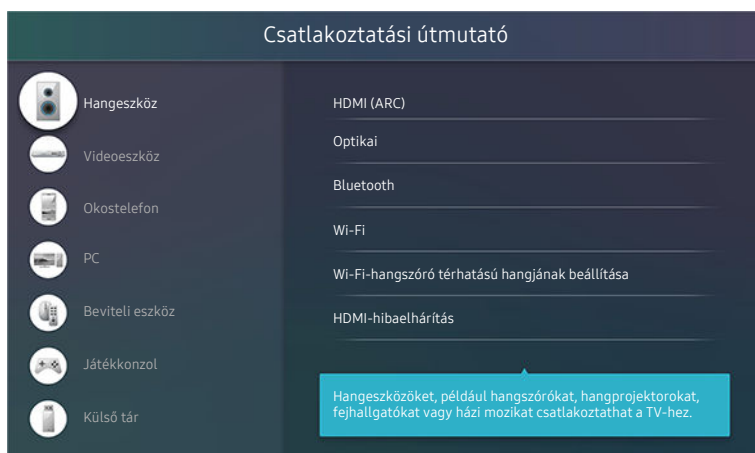 Csatlakoztatási útmutató
Hangeszköz
Videoeszköz
Okostelefon
PC
Beviteli eszköz
Játékkonzol
Külső tár
HDMI (ARC)
Optikai
Bluetooth
Wi-Fi
Wi-Fi-hangszóró térhatású hangjának beállítása
HDMI-hibaelhárítás
Hangeszközöket, például hangszórókat, hangprojektorokat,
fejhallgatókat vagy házi mozikat csatlakoztathat a TV-hez.